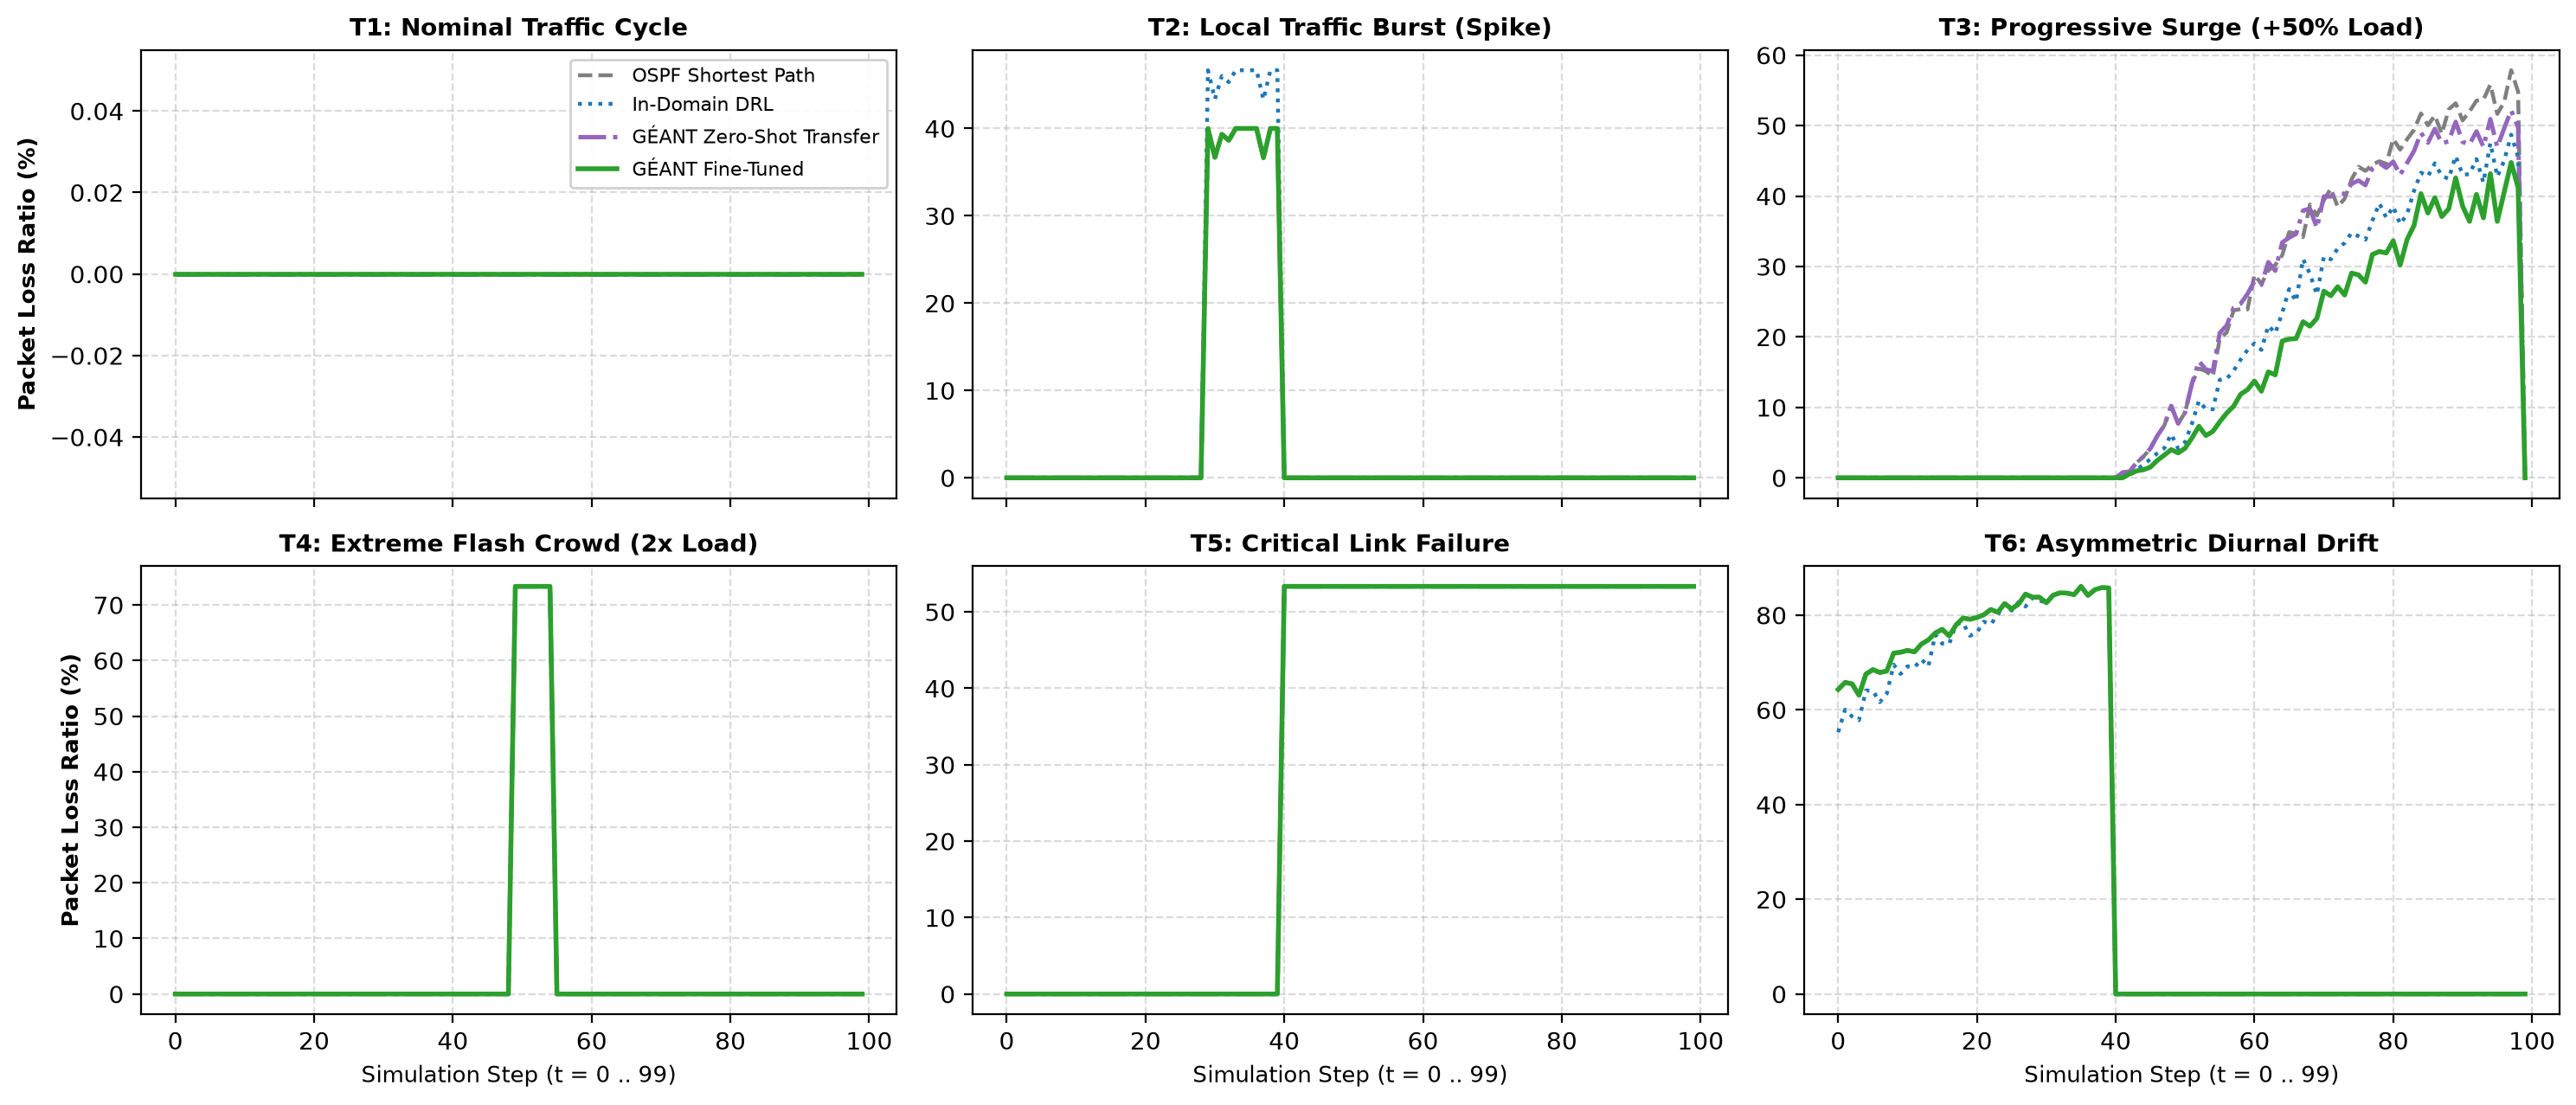 T1: Nominal Traffic Cycle
Packet Loss Ratio (%)
0.04
0.02
0.00
−0.02
−0.04
OSPF Shortest Path
In-Domain DRL
GÉANT Zero-Shot Transfer
GÉANT Fine-Tuned
T2: Local Traffic Burst (Spike)
40
30
20
10
0
T3: Progressive Surge (+50% Load)
60
50
40
30
20
10
0
T4: Extreme Flash Crowd (2x Load)
Packet Loss Ratio (%)
70
60
50
40
30
20
10
0
0 20 40 60 80 100
Simulation Step (t = 0 .. 99)
T5: Critical Link Failure
50
40
30
20
10
0
0 20 40 60 80 100
Simulation Step (t = 0 .. 99)
T6: Asymmetric Diurnal Drift
80
60
40
20
0
0 20 40 60 80 100
Simulation Step (t = 0 .. 99)